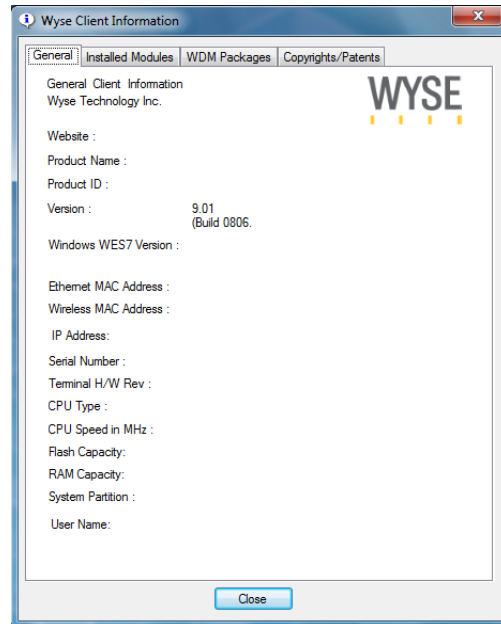 Wyse Client Information
General Installed Modules WDM Packages Copyrights/Patents
General Client Information
Wyse Technology Inc.
WYSE
Website :
Product Name :
Product ID :
Version : 9.01
(Build 0806.
Windows WES7 Version :
Ethernet MAC Address :
Wireless MAC Address :
IP Address:
Serial Number :
Terminal H/W Rev :
CPU Type :
CPU Speed in MHz :
Flash Capacity:
RAM Capacity:
System Partition :
User Name:
Close